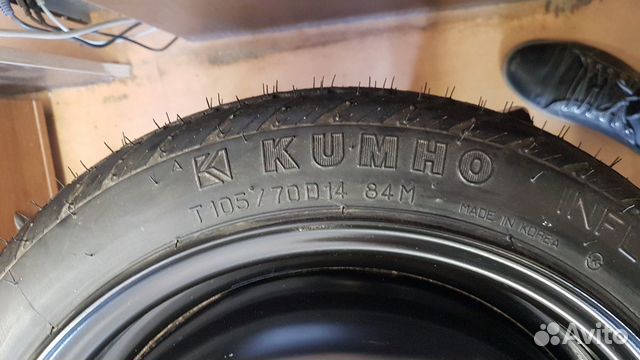 KUMHO
T105/70D14 84M
MADE IN KOREA
INFL
Avito